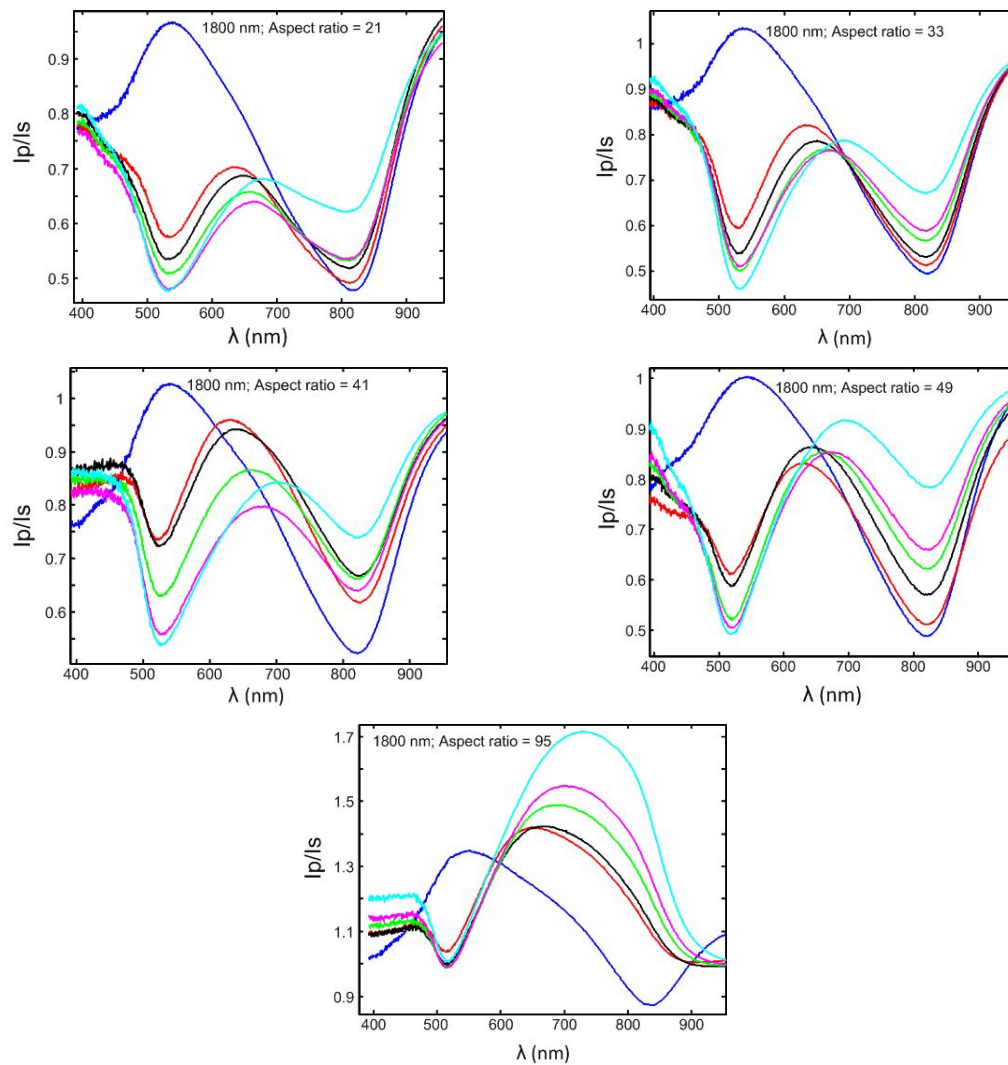 1800 nm; Aspect ratio = 21
Ip/Is
0.9
0.8
0.7
0.6
0.5
400 500 600 700 800 900
λ (nm)
1800 nm; Aspect ratio = 33
Ip/Is
1
0.9
0.8
0.7
0.6
0.5
400 500 600 700 800 900
λ (nm)
1800 nm; Aspect ratio = 41
Ip/Is
1
0.9
0.8
0.7
0.6
400 500 600 700 800 900
λ (nm)
1800 nm; Aspect ratio = 49
Ip/Is
1
0.9
0.8
0.7
0.6
0.5
400 500 600 700 800 900
λ (nm)
1800 nm; Aspect ratio = 95
Ip/Is
1.7
1.5
1.3
1.1
0.9
400 500 600 700 800 900
λ (nm)